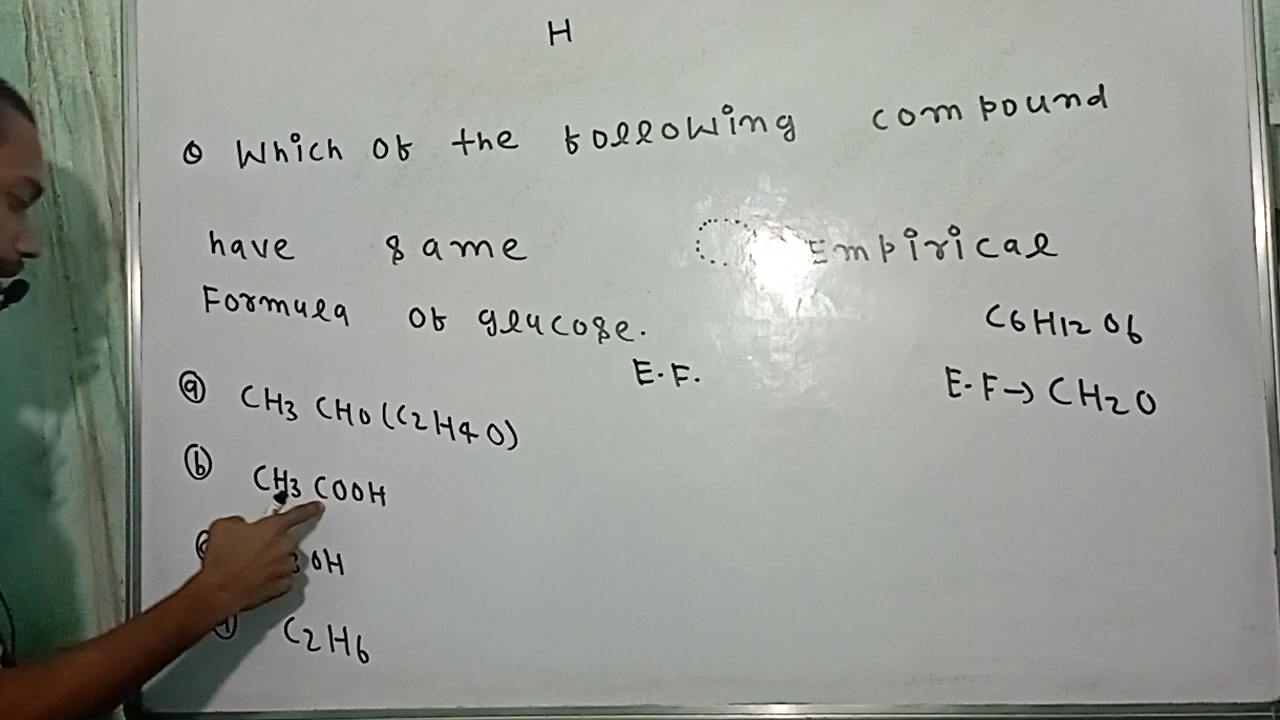 H
Q Which of the following compound
have same Empirical
Formula of glucose.
C6H12O6
E.F.
E.F→ CH2O
(a) CH3 CHO (C2H4O)
(b) CH3 COOH
3 OH
C2H6